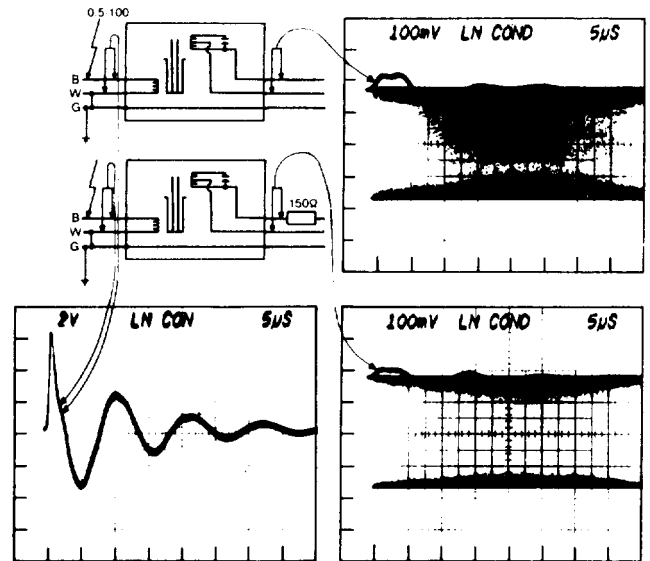 0.5-100
B
W
G
B
W
G
150Ω
100mV LN COND 5μS
2V LN CON 5μS
100mV LN COND 5μS